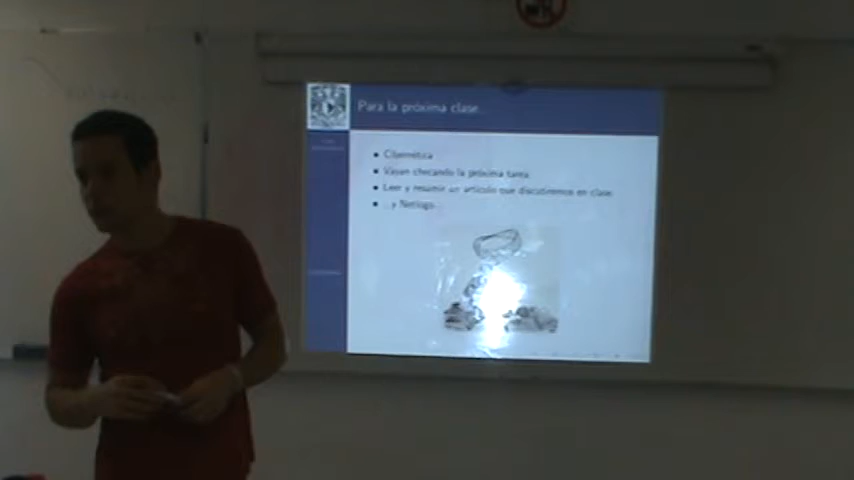 Para la próxima clase...
Cibernética
Vayan checando la próxima tarea
Leer y resumir un artículo que discutiremos en clase.
...y Netlogo...